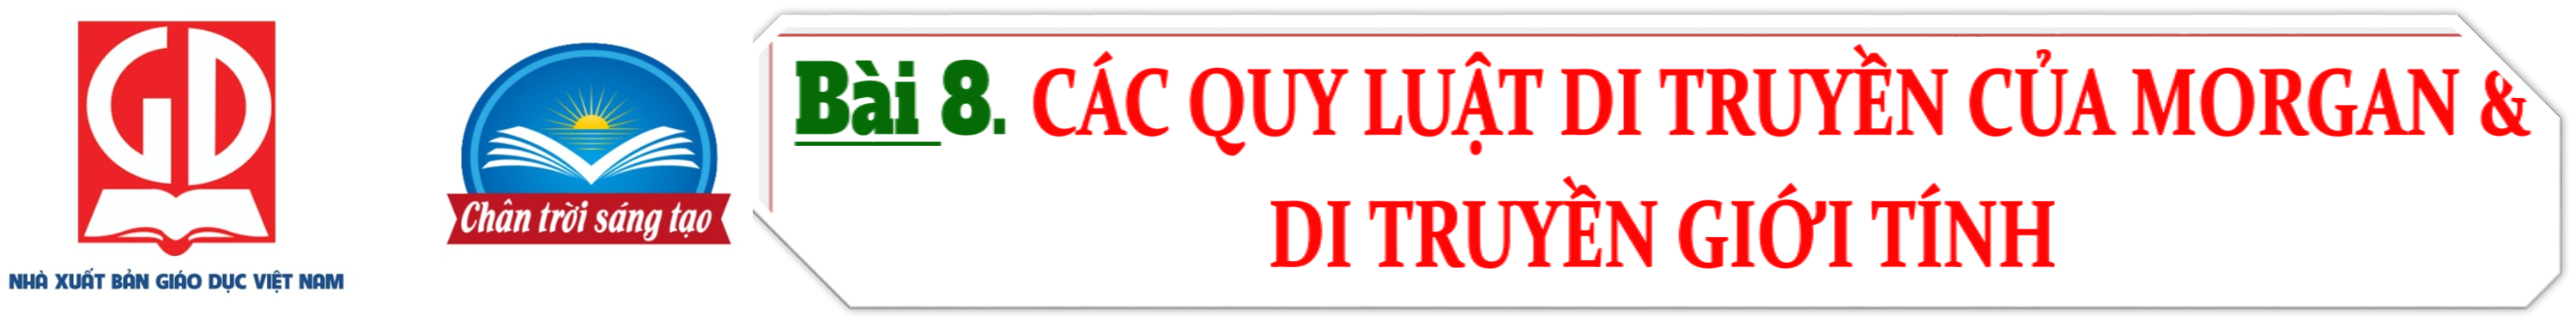 GD
NHÀ XUẤT BẢN GIÁO DỤC VIỆT NAM
Chân trời sáng tạo
Bài 8. CÁC QUY LUẬT DI TRUYỀN CỦA MORGAN &
DI TRUYỀN GIỚI TÍNH